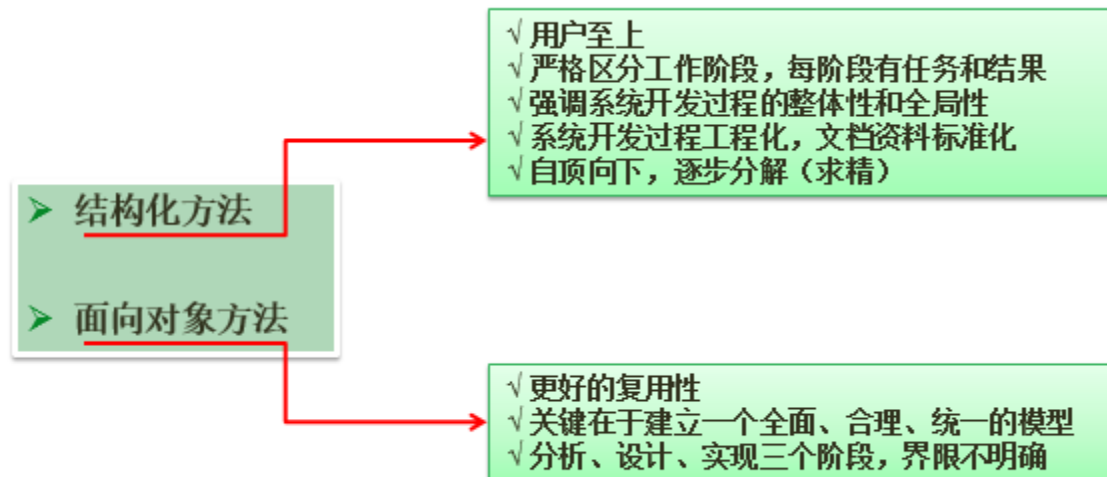 √用户至上
√严格区分工作阶段，每阶段有任务和结果
√强调系统开发过程的整体性和全局性
√系统开发过程工程化，文档资料标准化
√自顶向下，逐步分解（求精）
➢ 结构化方法
➢ 面向对象方法
√更好的复用性
√关键在于建立一个全面、合理、统一的模型
√分析、设计、实现三个阶段，界限不明确